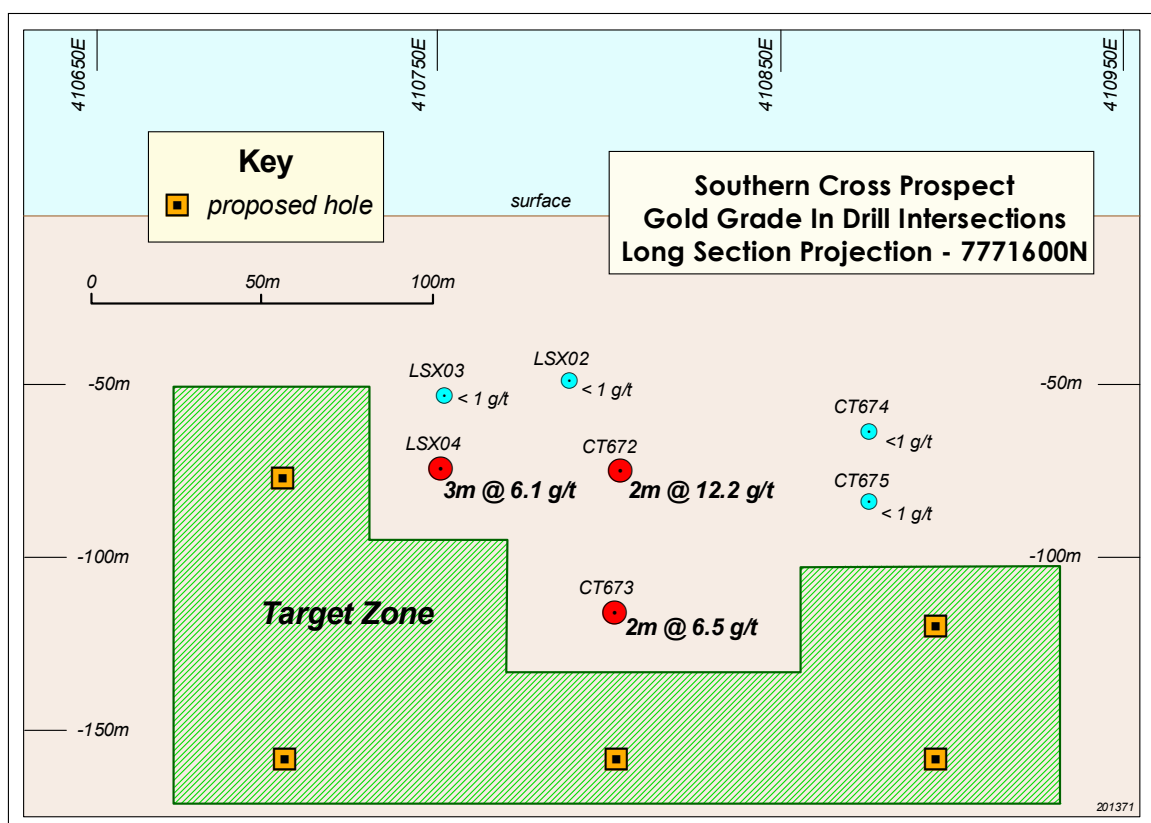 410650E
410750E
410850E
410950E
Key
proposed hole
surface
Southern Cross Prospect
Gold Grade In Drill Intersections
Long Section Projection - 7771600N
0
50m
100m
LSX02
LSX03
< 1 g/t
< 1 g/t
-50m
-50m
CT674
<1 g/t
LSX04
3m @ 6.1 g/t
CT672
2m @ 12.2 g/t
CT675
< 1 g/t
-100m
-100m
CT673
2m @ 6.5 g/t
Target Zone
-150m
201371